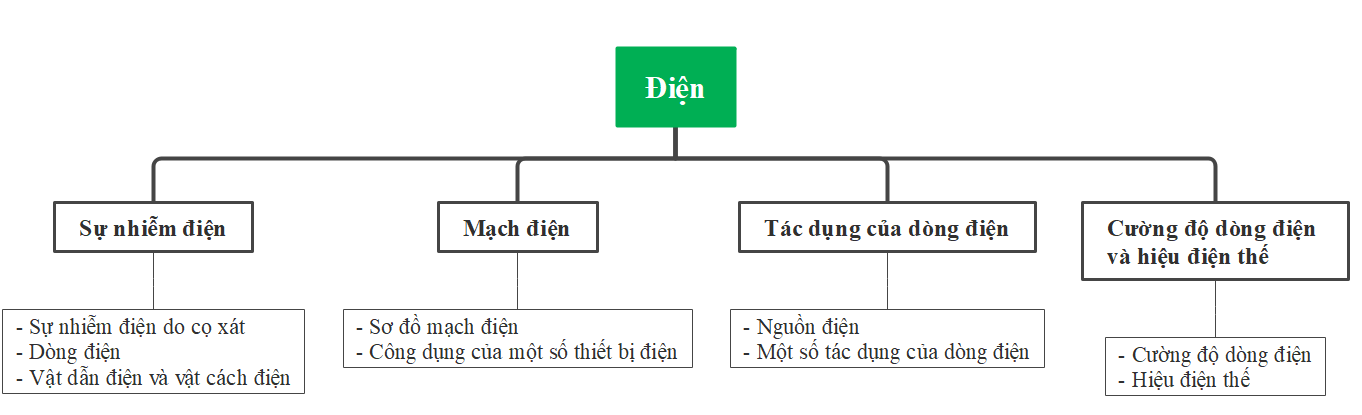 Điện
Sự nhiễm điện
- Sự nhiễm điện do cọ xát
- Dòng điện
- Vật dẫn điện và vật cách điện
Mạch điện
- Sơ đồ mạch điện
- Công dụng của một số thiết bị điện
Tác dụng của dòng điện
- Nguồn điện
- Một số tác dụng của dòng điện
Cường độ dòng điện
và hiệu điện thế
- Cường độ dòng điện
- Hiệu điện thế